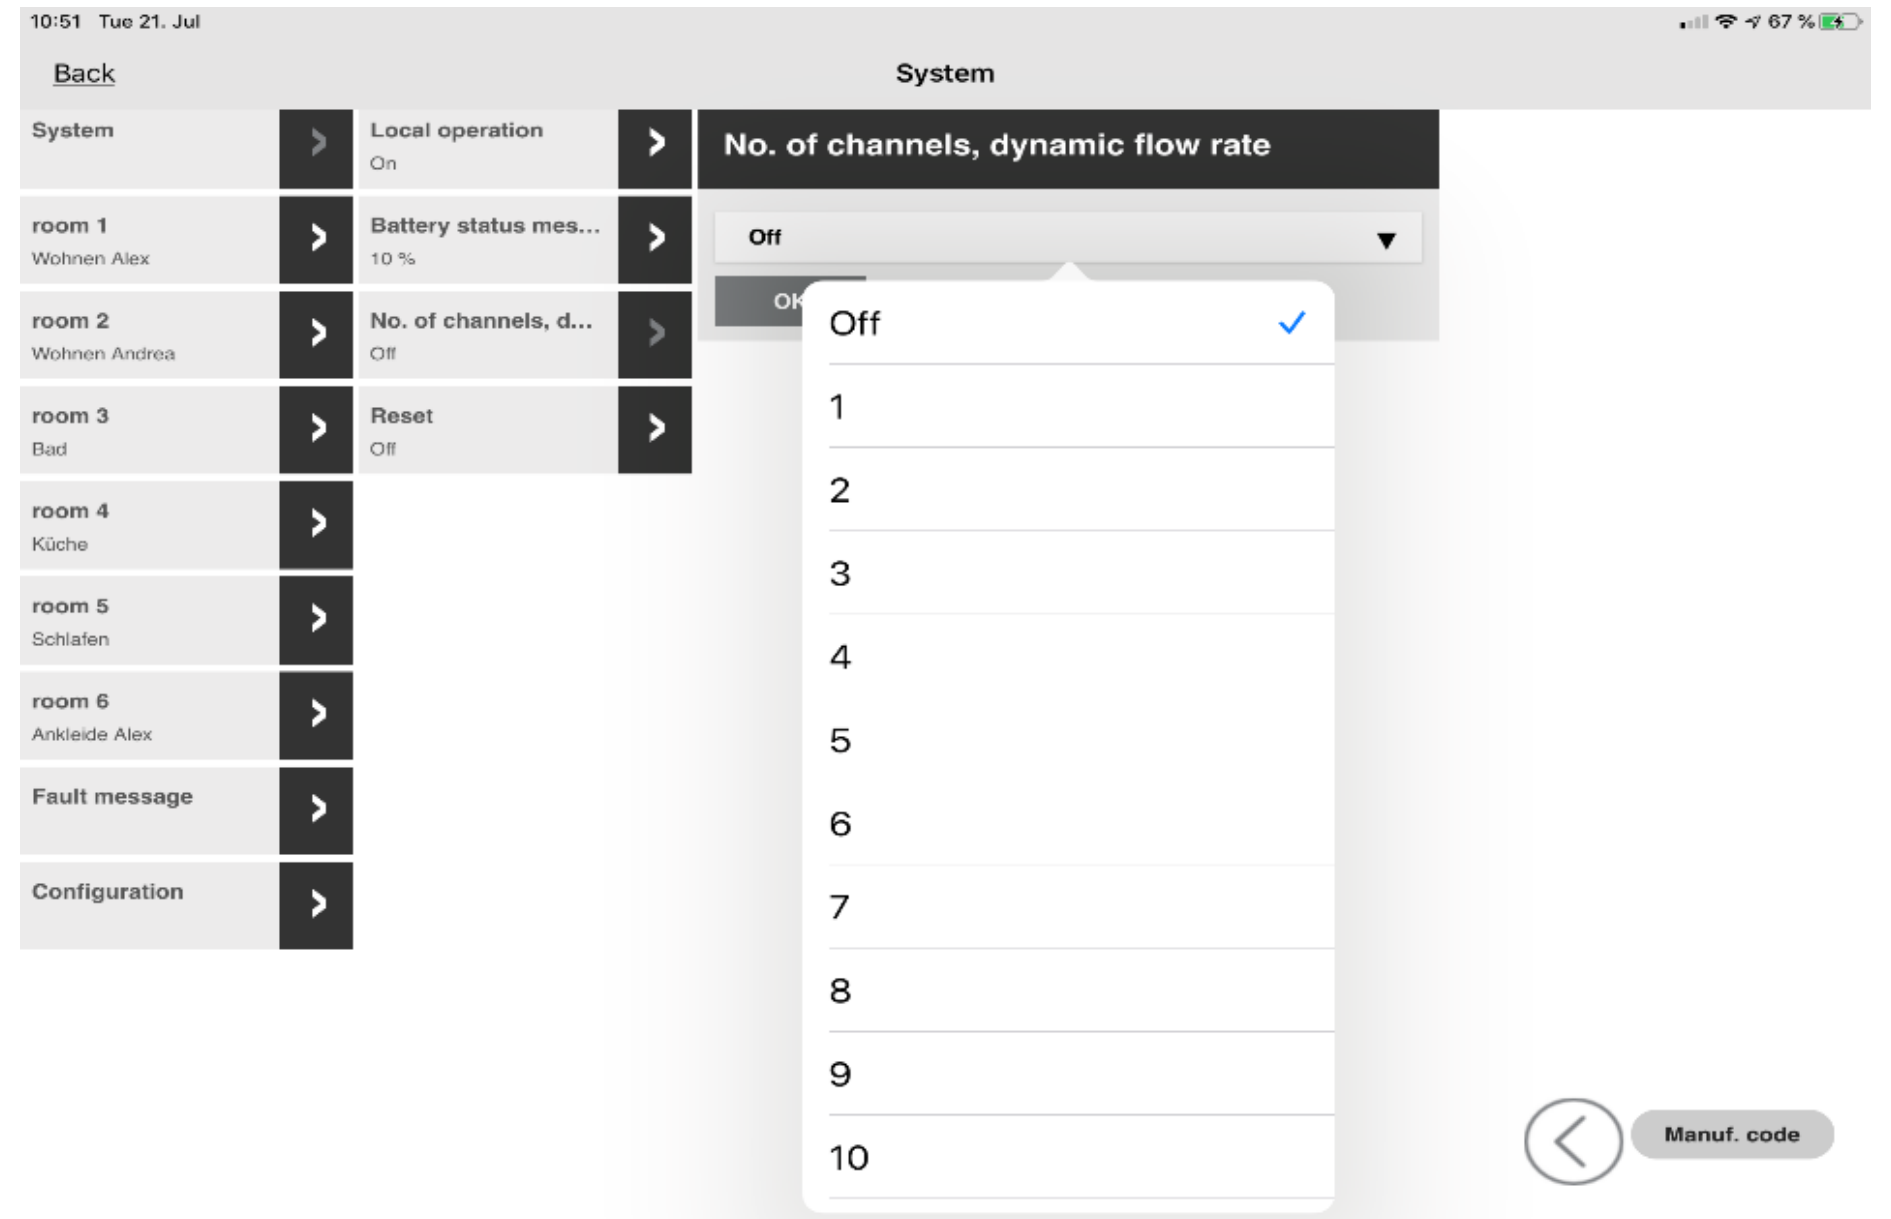 10:51 Tue 21. Jul
67 %
Back
System
System
room 1
Wohnen Alex
room 2
Wohnen Andrea
room 3
Bad
room 4
Küche
room 5
Schlafen
room 6
Ankleide Alex
Fault message
Configuration
Local operation
On
Battery status mes...
10 %
No. of channels, d...
Off
Reset
Off
No. of channels, dynamic flow rate
Off
OK
Off
1
2
3
4
5
6
7
8
9
10
Manuf. code